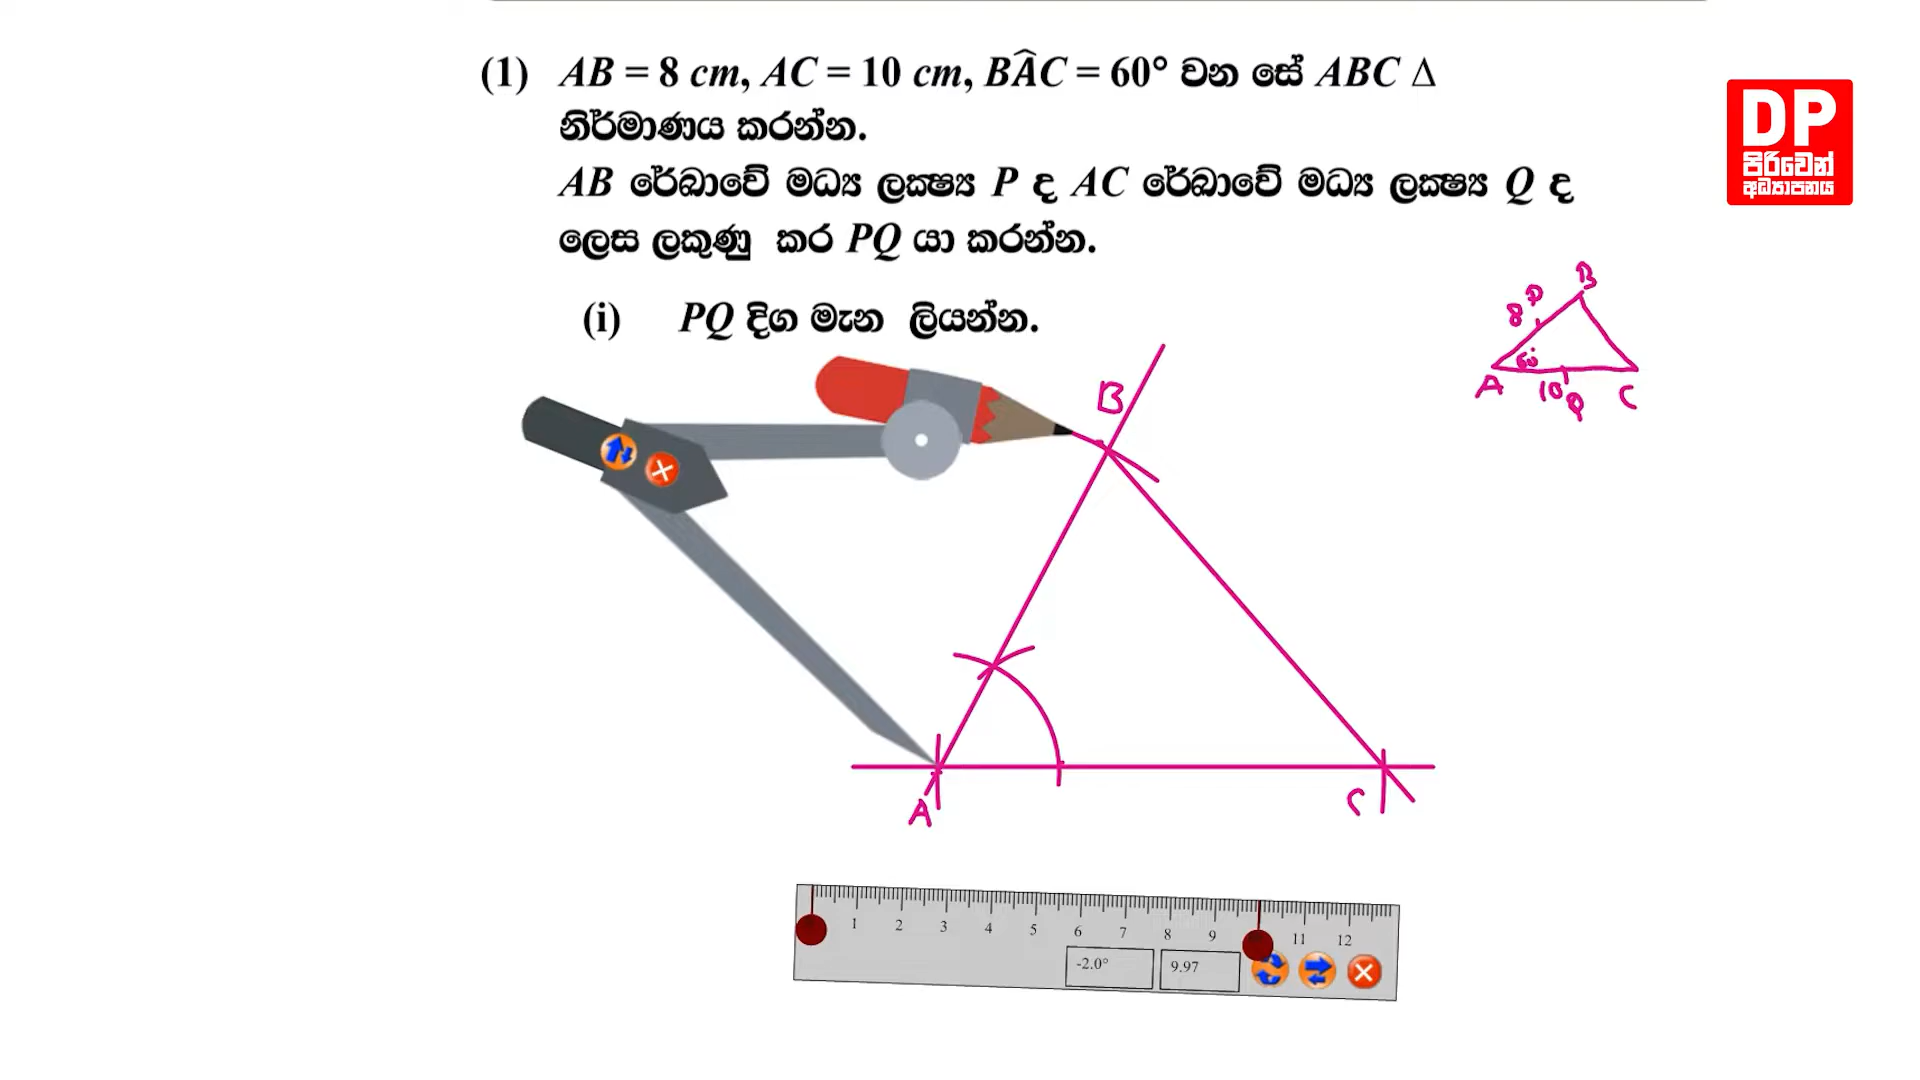 (1) AB = 8 cm, AC = 10 cm, BÂC = 60° වන සේ ABC Δ
නිර්මාණය කරන්න.
AB රේඛාවේ මධ්‍ය ලක්‍ෂ්‍ය P ද AC රේඛාවේ මධ්‍ය ලක්‍ෂ්‍ය Q ද
ලෙස ලකුණු කර PQ යා කරන්න.
(i) PQ දිග මැන ලියන්න.
DP
පිරිවෙන්
අධ්‍යාපනය
B
P
8
60°
A
10
Q
C
B
A
C
1 2 3 4 5 6 7 8 9 11 12
-2.0° 9.97